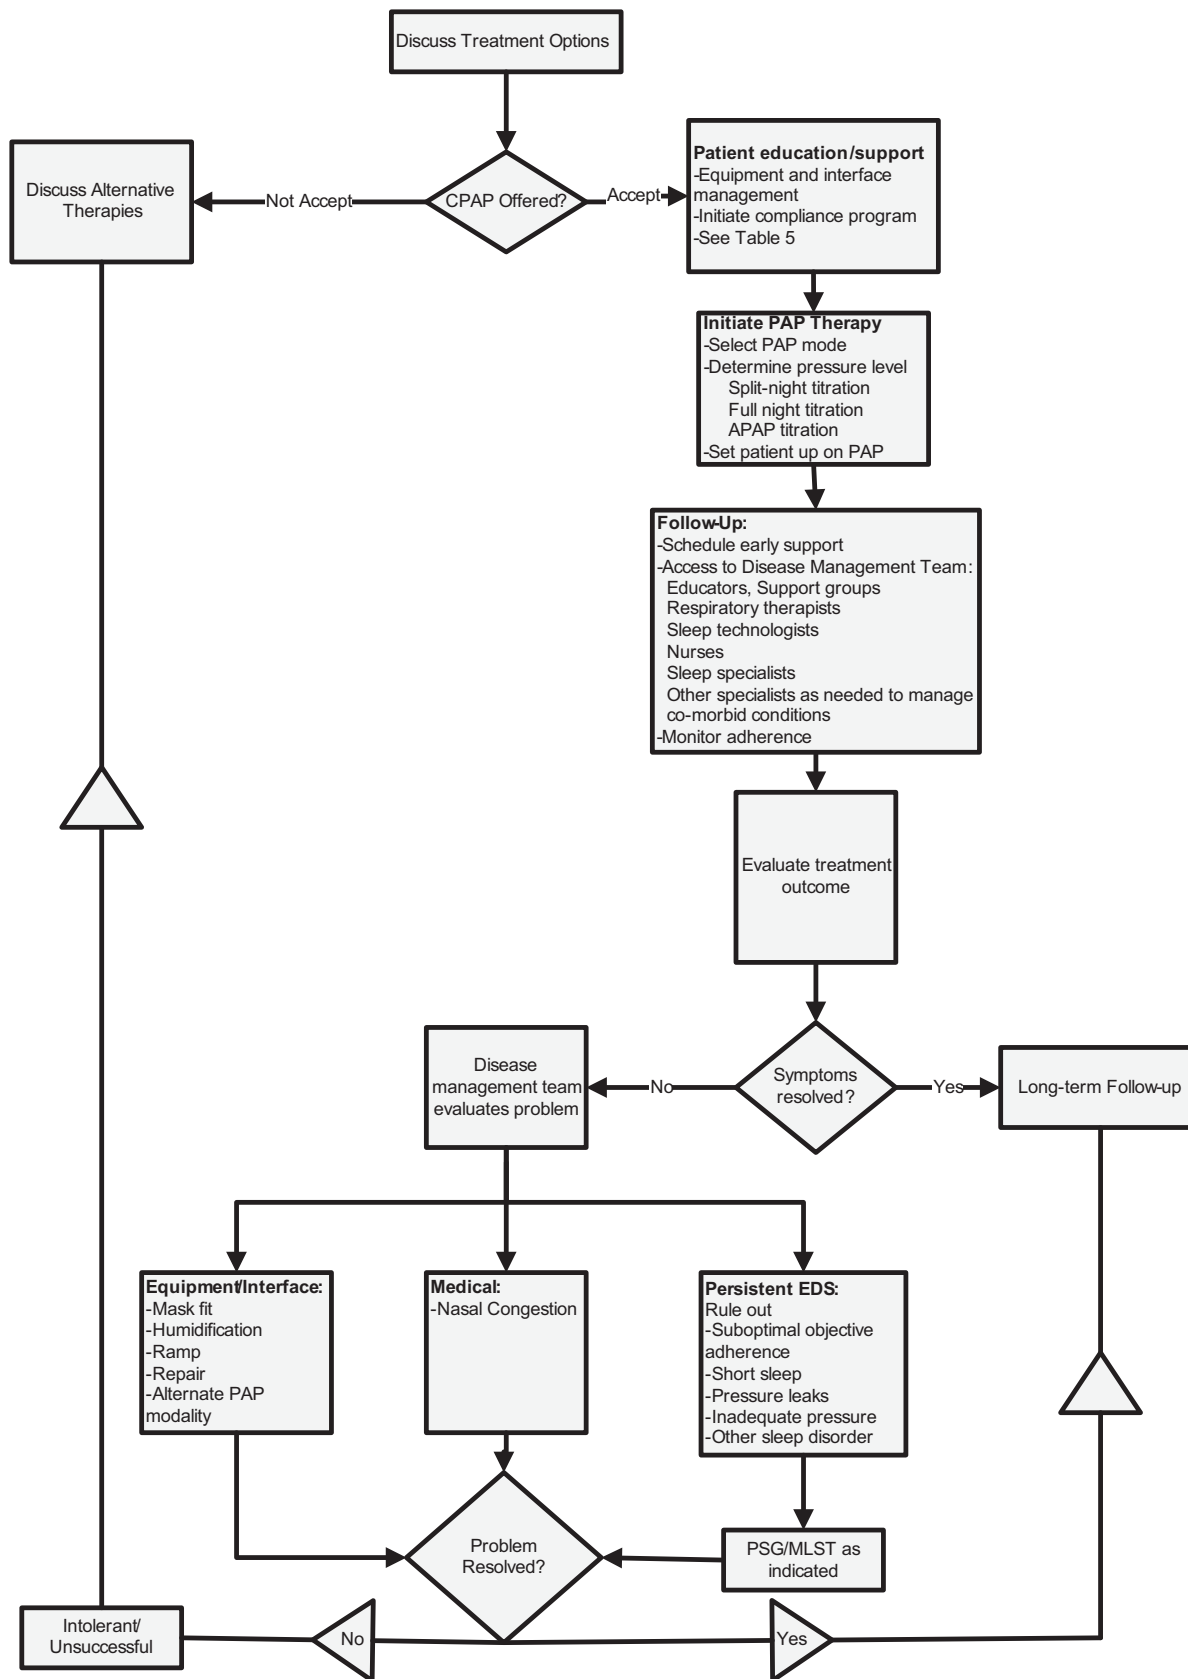 Discuss Treatment Options
Patient education/support
-Equipment and interface
management
-Initiate compliance program
-See Table 5
Discuss Alternative
Therapies
Not Accept
CPAP Offered?
Accept
Initiate PAP Therapy
-Select PAP mode
-Determine pressure level
Split-night titration
Full night titration
APAP titration
-Set patient up on PAP
Follow-Up:
-Schedule early support
-Access to Disease Management Team:
Educators, Support groups
Respiratory therapists
Sleep technologists
Nurses
Sleep specialists
Other specialists as needed to manage
co-morbid conditions
-Monitor adherence
Evaluate treatment
outcome
Disease
management team
evaluates problem
No
Symptoms
resolved?
Yes
Long-term Follow-up
Equipment/Interface:
-Mask fit
-Humidification
-Ramp
-Repair
-Alternate PAP
modality
Medical:
-Nasal Congestion
Persistent EDS:
Rule out
-Suboptimal objective
adherence
-Short sleep
-Pressure leaks
-Inadequate pressure
-Other sleep disorder
Problem
Resolved?
PSG/MLST as
indicated
Intolerant/
Unsuccessful
No
Yes